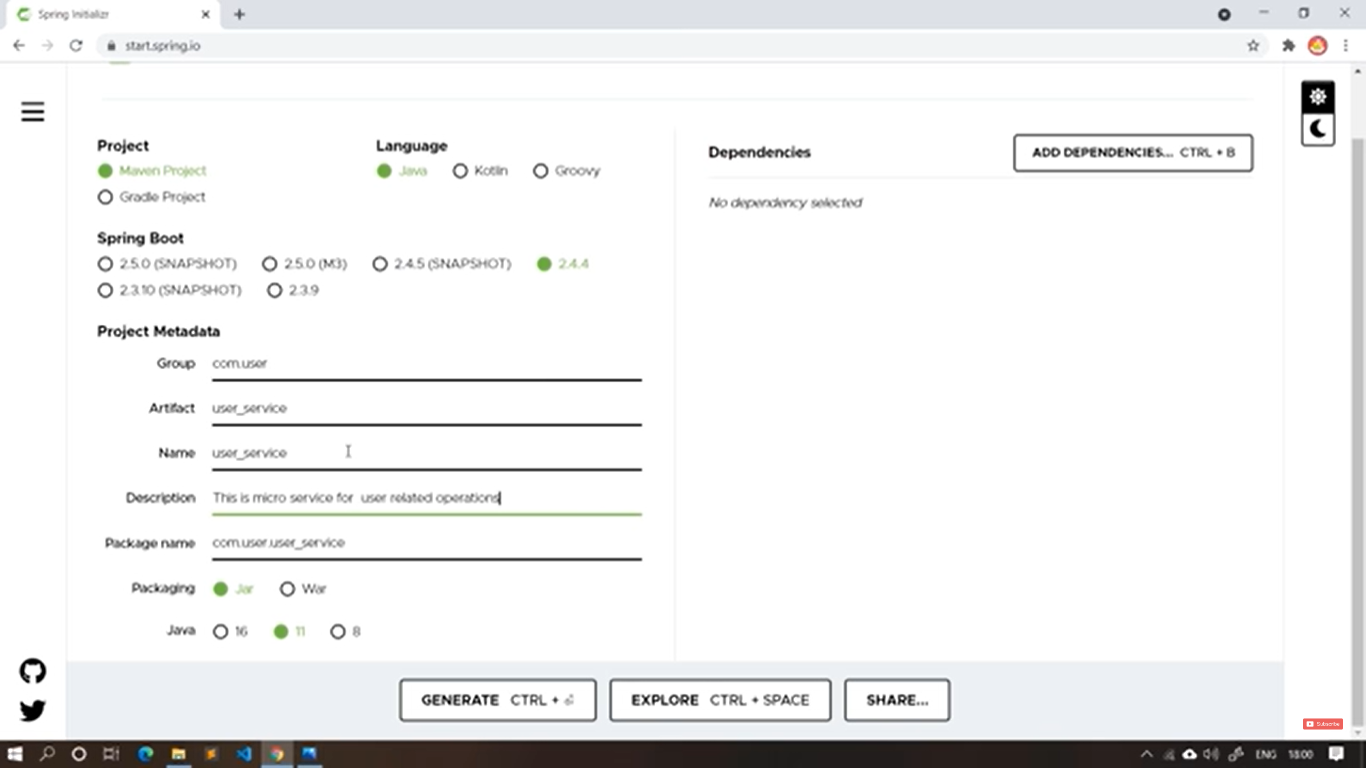 Spring Initializr
start.spring.io
Project
Language
Dependencies
ADD DEPENDENCIES... CTRL + B
Maven Project
Java
Kotlin
Groovy
Gradle Project
No dependency selected
Spring Boot
2.5.0 (SNAPSHOT)
2.5.0 (M3)
2.4.5 (SNAPSHOT)
2.4.4
2.3.10 (SNAPSHOT)
2.3.9
Project Metadata
Group com.user
Artifact user_service
Name user_service
Description This is micro service for  user related operations
Package name com.user.user_service
Packaging Jar War
Java 16 11 8
GENERATE CTRL + ⏎
EXPLORE CTRL + SPACE
SHARE...
Subscribe
ENG 18:00